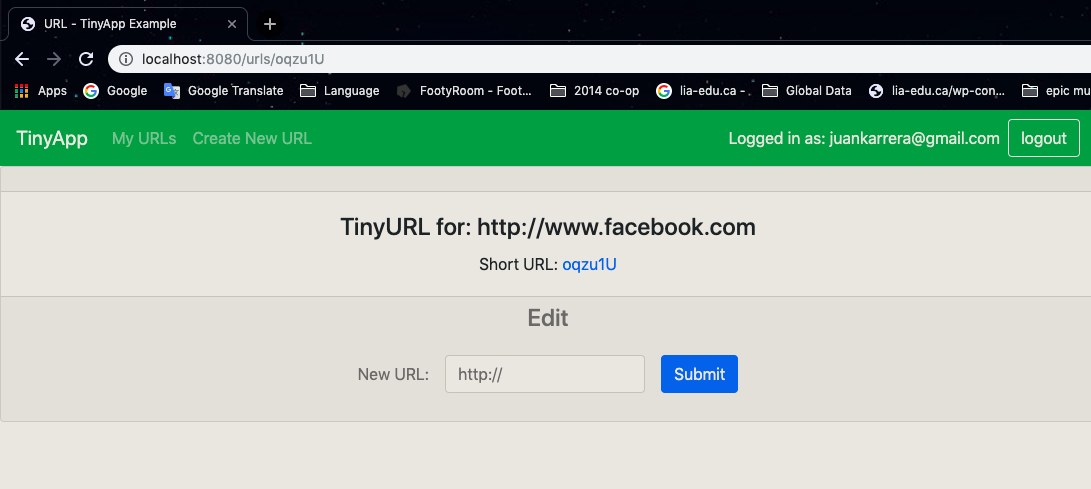 URL - TinyApp Example
localhost:8080/urls/oqzu1U
Apps Google Google Translate Language FootyRoom - Foot... 2014 co-op lia-edu.ca - Global Data lia-edu.ca/wp-con... epic mu
TinyApp My URLs Create New URL Logged in as: juankarrera@gmail.com logout
TinyURL for: http://www.facebook.com
Short URL: oqzu1U
Edit
New URL: http:// Submit